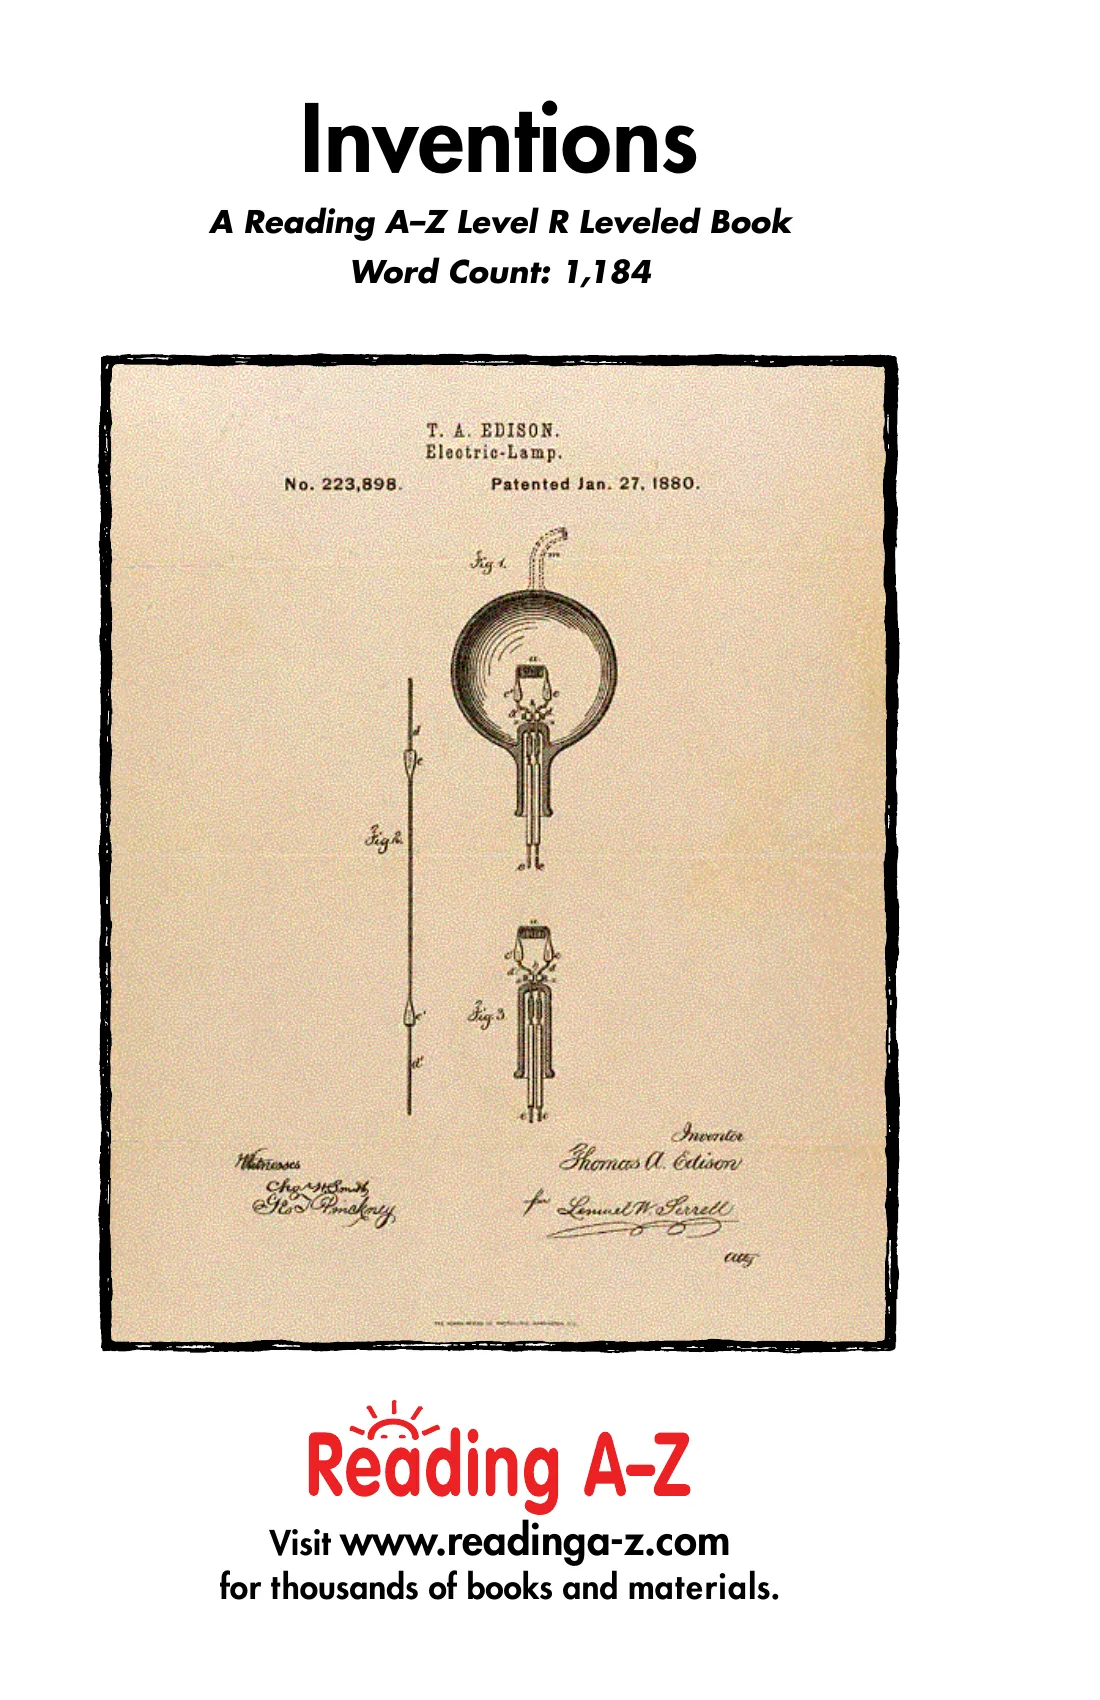 Inventions
A Reading A–Z Level R Leveled Book
Word Count: 1,184
T. A. EDISON.
Electric-Lamp.
No. 223,898. Patented Jan. 27, 1880.
Fig 1.
Fig 2.
Fig. 3
Inventor
Witnesses
Thomas A. Edison
Chas. H. Smith
Geo. T. Pinckney
for Lemuel W. Serrell
atty
Reading A–Z
Visit www.readinga-z.com
for thousands of books and materials.